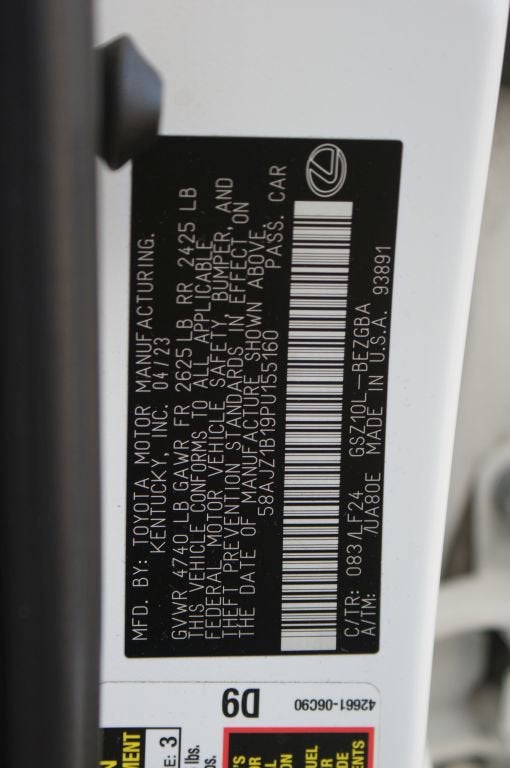 MFD. BY: TOYOTA MOTOR MANUFACTURING,
KENTUCKY, INC. 04/23
GVWR 4740 LB GAWR FR 2625 LB RR 2425 LB
THIS VEHICLE CONFORMS TO ALL APPLICABLE
FEDERAL MOTOR VEHICLE SAFETY, BUMPER, AND
THEFT PREVENTION STANDARDS IN EFFECT ON
THE DATE OF MANUFACTURE SHOWN ABOVE.
58AJZ1B19PU155160 PASS. CAR
C/TR: 083/LF24 GSZ10L-BEZGBA
A/TM: /UA80E MADE IN U.S.A. 93891
D9
42661-06C90
E: 3
lbs.